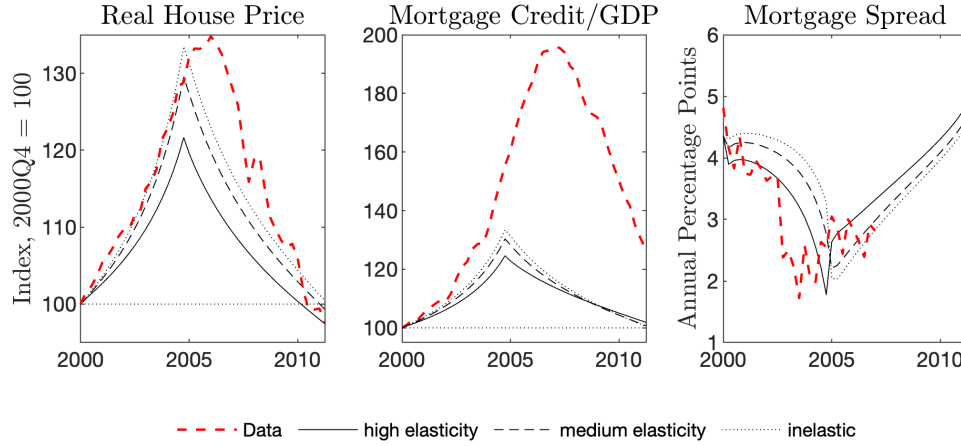 Real House Price
Mortgage Credit/GDP
Mortgage Spread
Index, 2000Q4 = 100
130
120
110
100
2000
2005
2010
200
180
160
140
120
100
2000
2005
2010
Annual Percentage Points
6
5
4
3
2
1
2000
2005
2010
Data
high elasticity
medium elasticity
inelastic